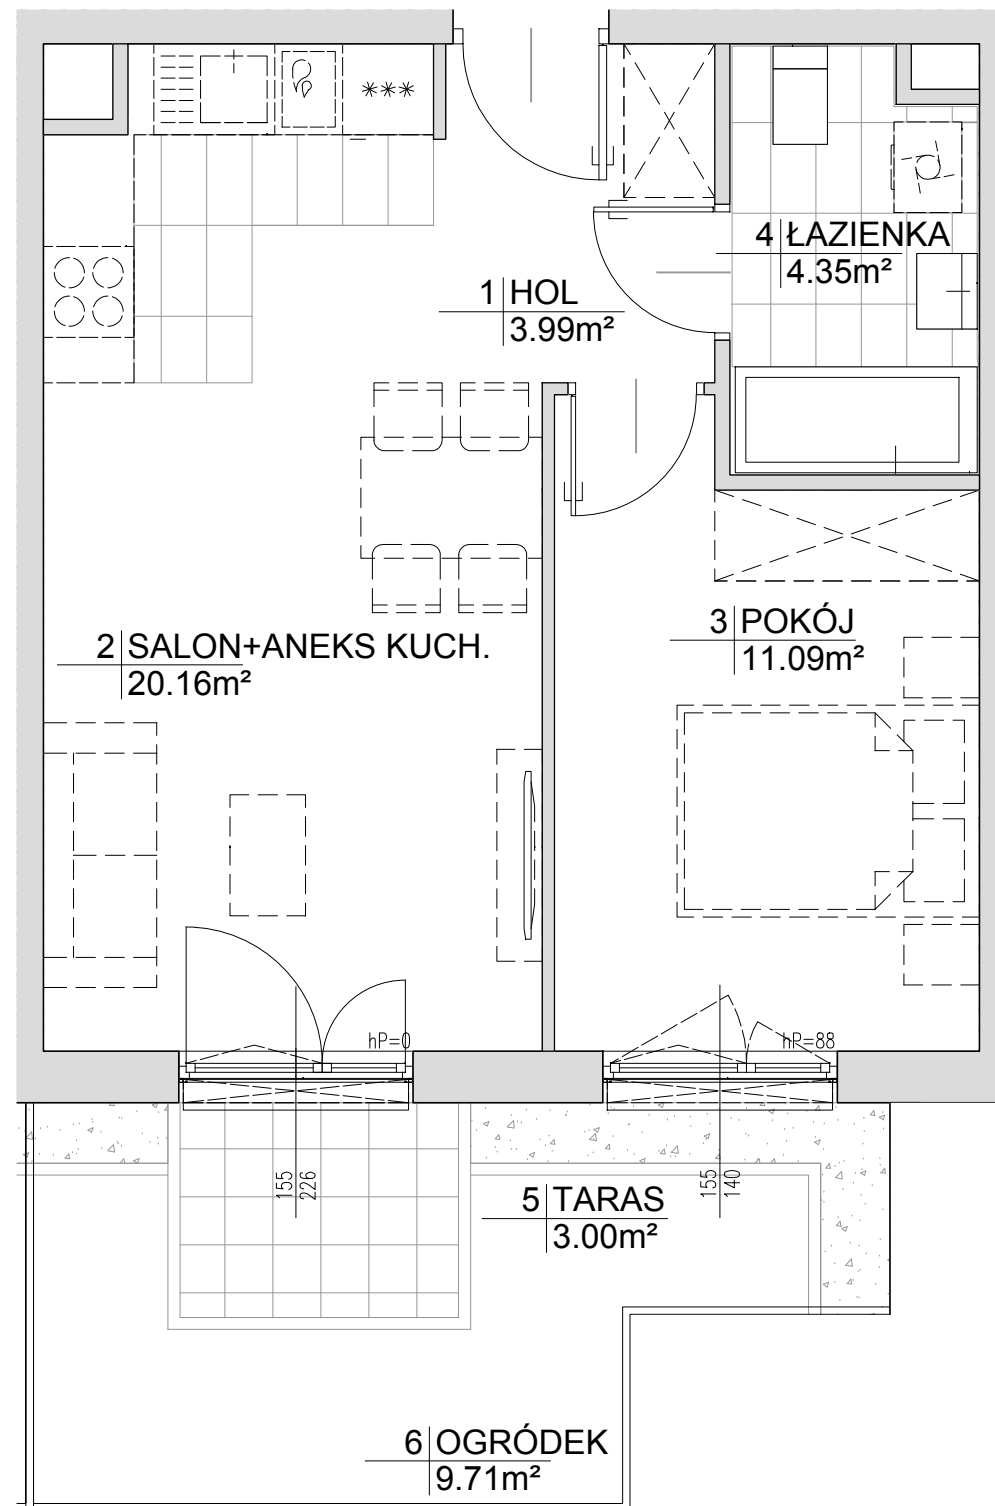 ***
4 ŁAZIENKA
4.35m²
1 HOL
3.99m²
2 SALON+ANEKS KUCH.
20.16m²
3 POKÓJ
11.09m²
hP=0
hP=88
155
226
155
140
5 TARAS
3.00m²
6 OGRÓDEK
9.71m²